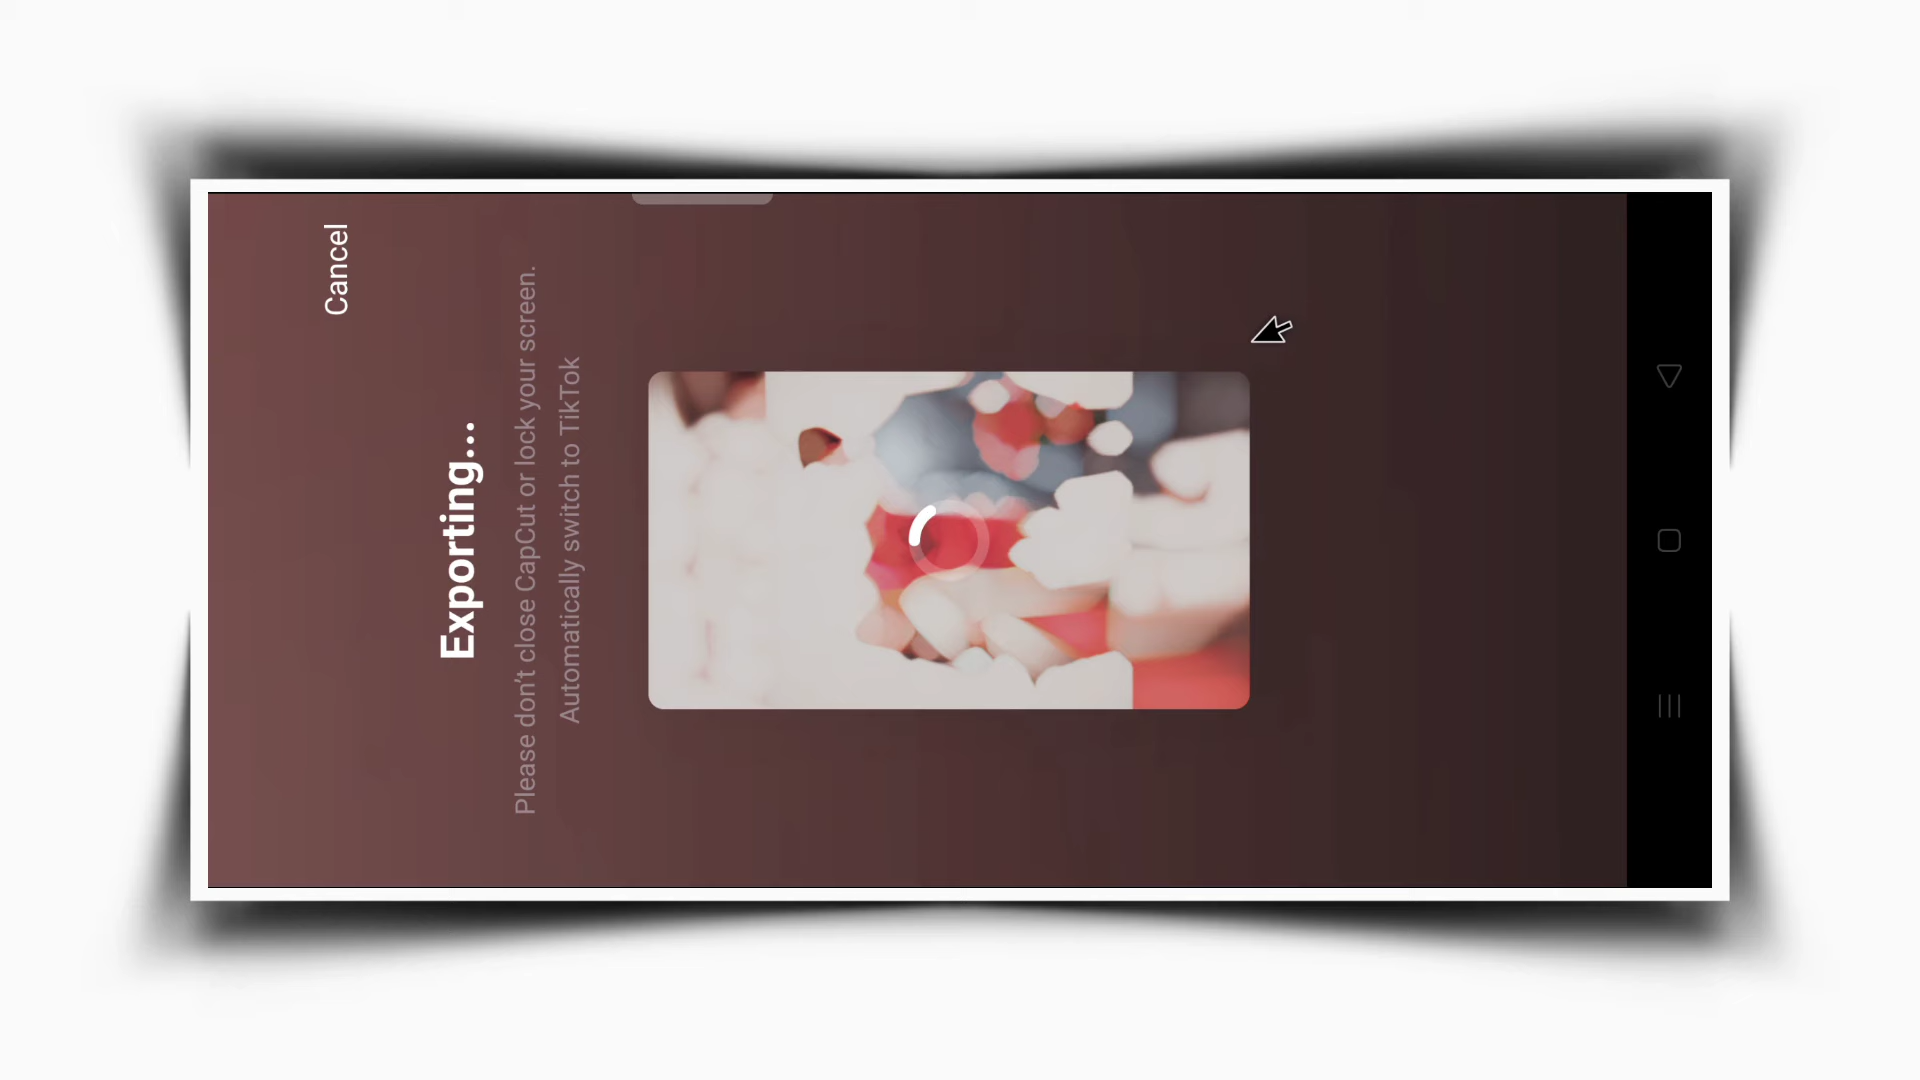 Cancel
Exporting...
Please don't close CapCut or lock your screen.
Automatically switch to TikTok